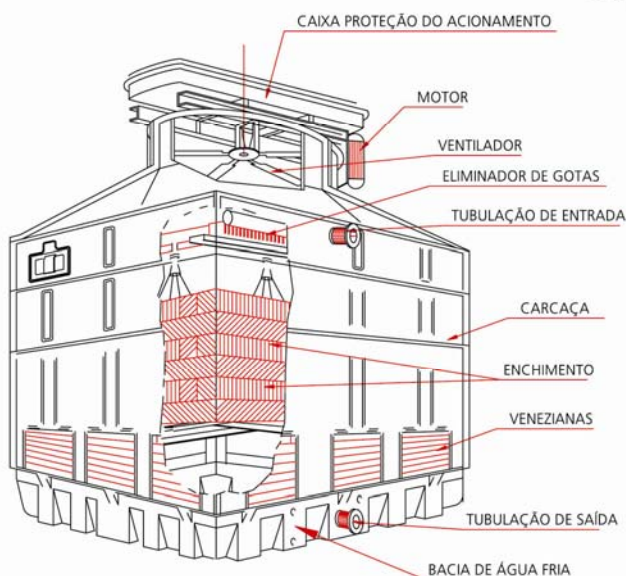 CAIXA PROTEÇÃO DO ACIONAMENTO
MOTOR
VENTILADOR
ELIMINADOR DE GOTAS
TUBULAÇÃO DE ENTRADA
CARCAÇA
ENCHIMENTO
VENEZIANAS
TUBULAÇÃO DE SAÍDA
BACIA DE ÁGUA FRIA